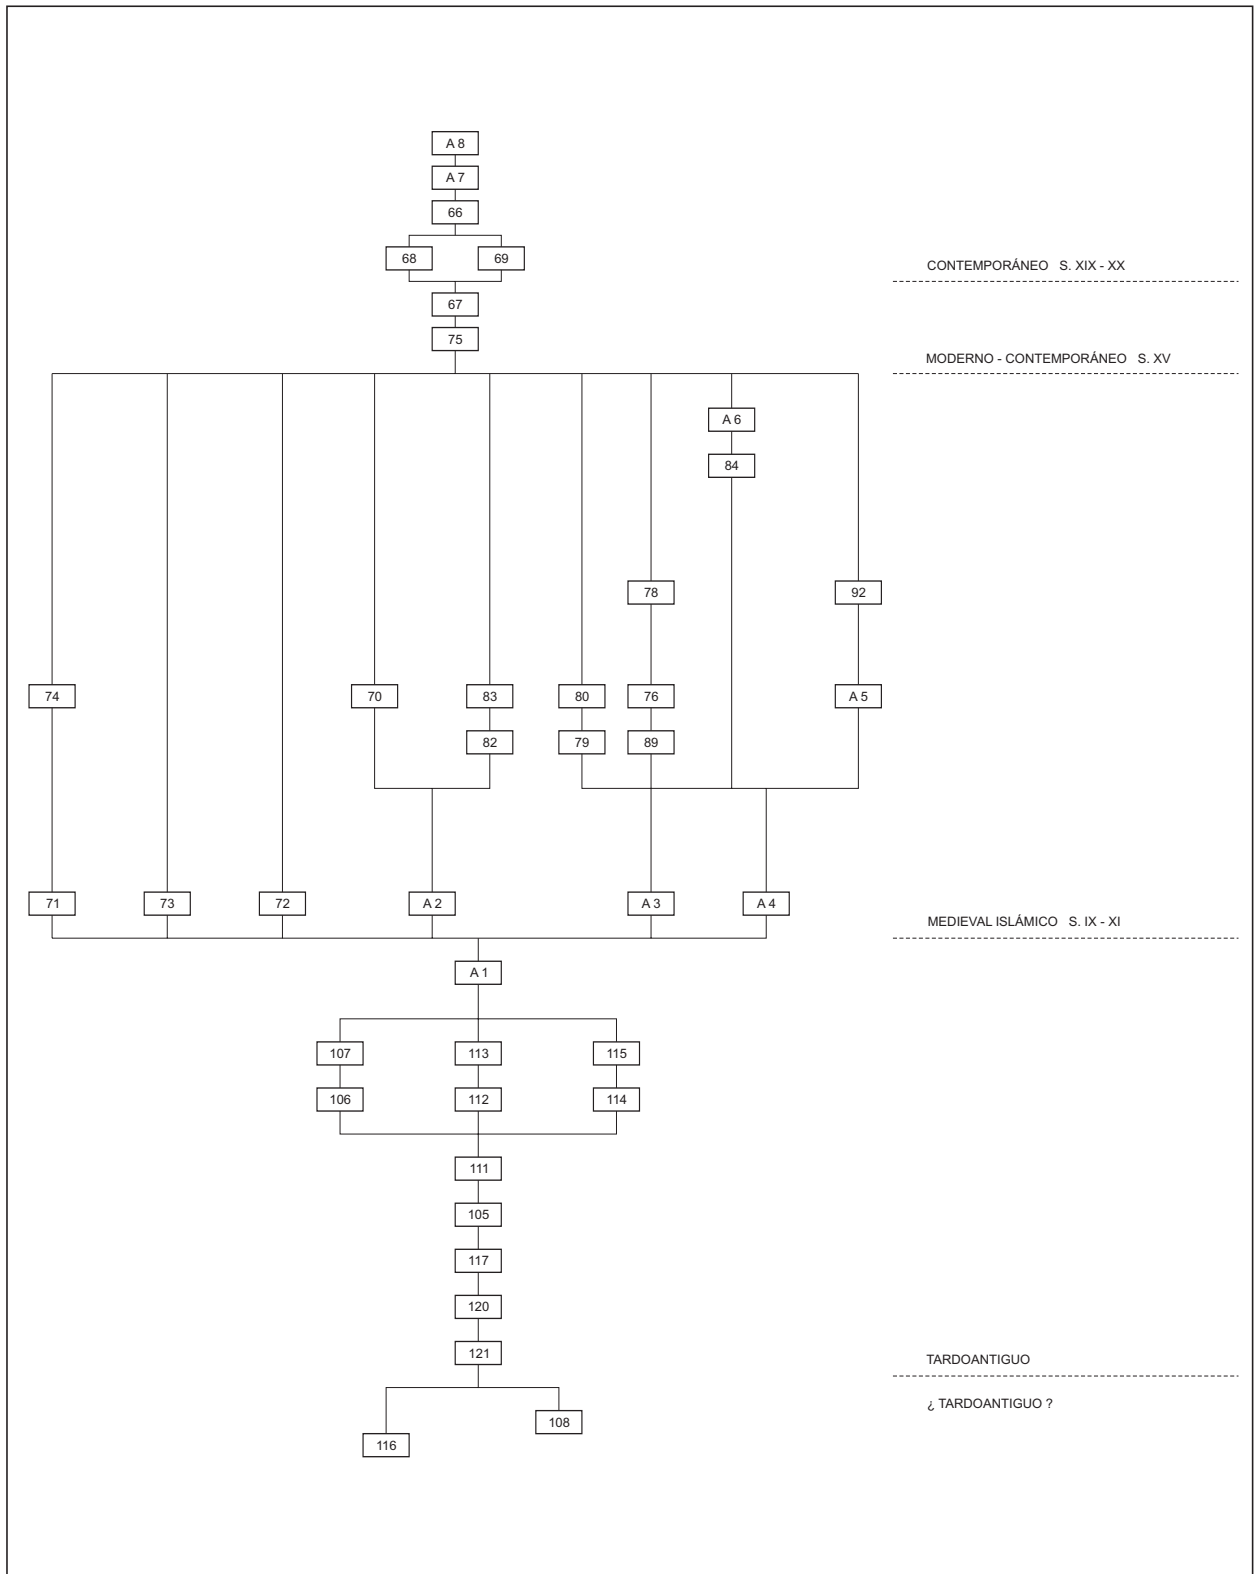 A 8
A 7
66
68 69
CONTEMPORÁNEO S. XIX - XX
67
75
MODERNO - CONTEMPORÁNEO S. XV
A 6
84
78 92
74 70 83 80 76 A 5
82 79 89
71 73 72 A 2 A 3 A 4
MEDIEVAL ISLÁMICO S. IX - XI
A 1
107 113 115
106 112 114
111
105
117
120
121
TARDOANTIGUO
¿ TARDOANTIGUO ?
108
116